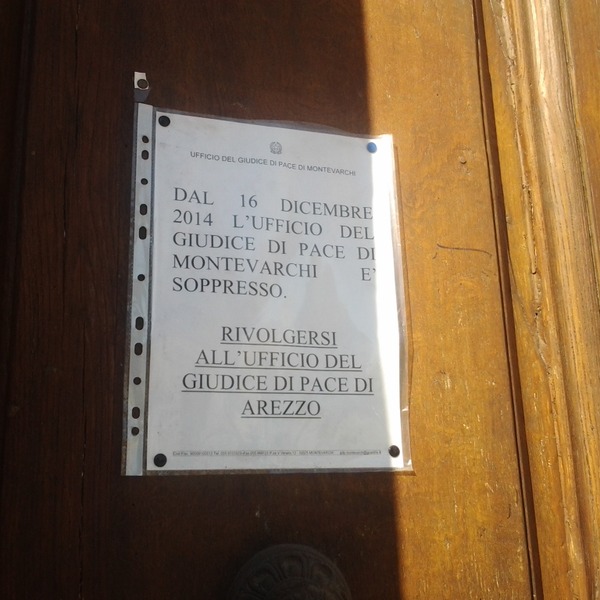 UFFICIO DEL GIUDICE DI PACE DI MONTEVARCHI
DAL 16 DICEMBRE
2014 L'UFFICIO DEL
GIUDICE DI PACE DI
MONTEVARCHI E'
SOPPRESSO.
RIVOLGERSI
ALL'UFFICIO DEL
GIUDICE DI PACE DI
AREZZO